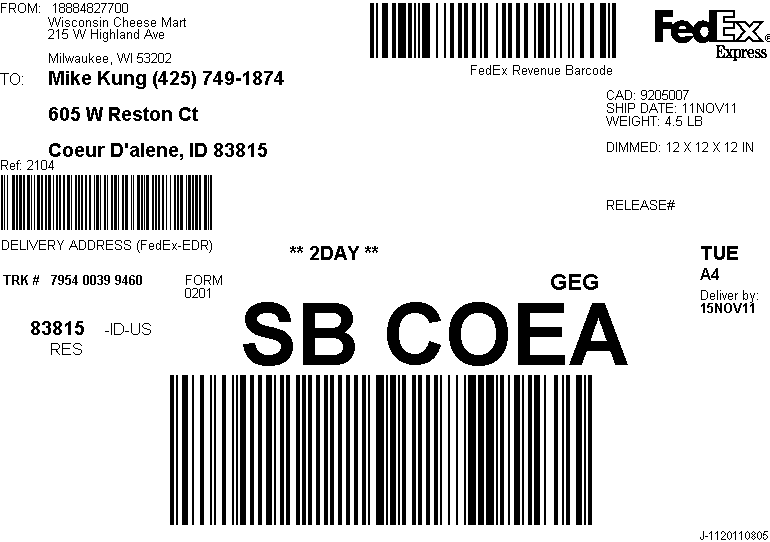 FROM: 18884827700
Wisconsin Cheese Mart
215 W Highland Ave
Milwaukee, WI 53202
FedEx Revenue Barcode
FedEx®
Express
TO: Mike Kung (425) 749-1874
605 W Reston Ct
Coeur D'alene, ID 83815
Ref: 2104
CAD: 9205007
SHIP DATE: 11NOV11
WEIGHT: 4.5 LB
DIMMED: 12 X 12 X 12 IN
RELEASE#
DELIVERY ADDRESS (FedEx-EDR)
** 2DAY **
TUE
A4
Deliver by:
15NOV11
TRK # 7954 0039 9460
FORM
0201
GEG
83815 -ID-US
RES
SB COEA
J-1120110805